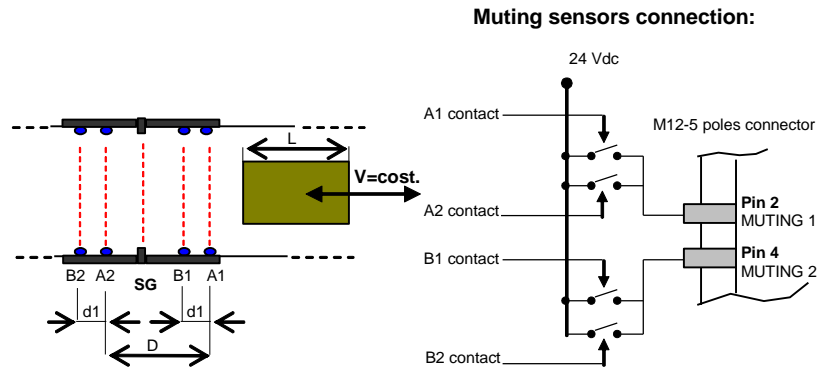 Muting sensors connection:
24 Vdc
A1 contact
M12-5 poles connector
L
V=cost.
Pin 2
MUTING 1
A2 contact
Pin 4
MUTING 2
B1 contact
B2 A2 SG B1 A1
d1 d1
D
B2 contact